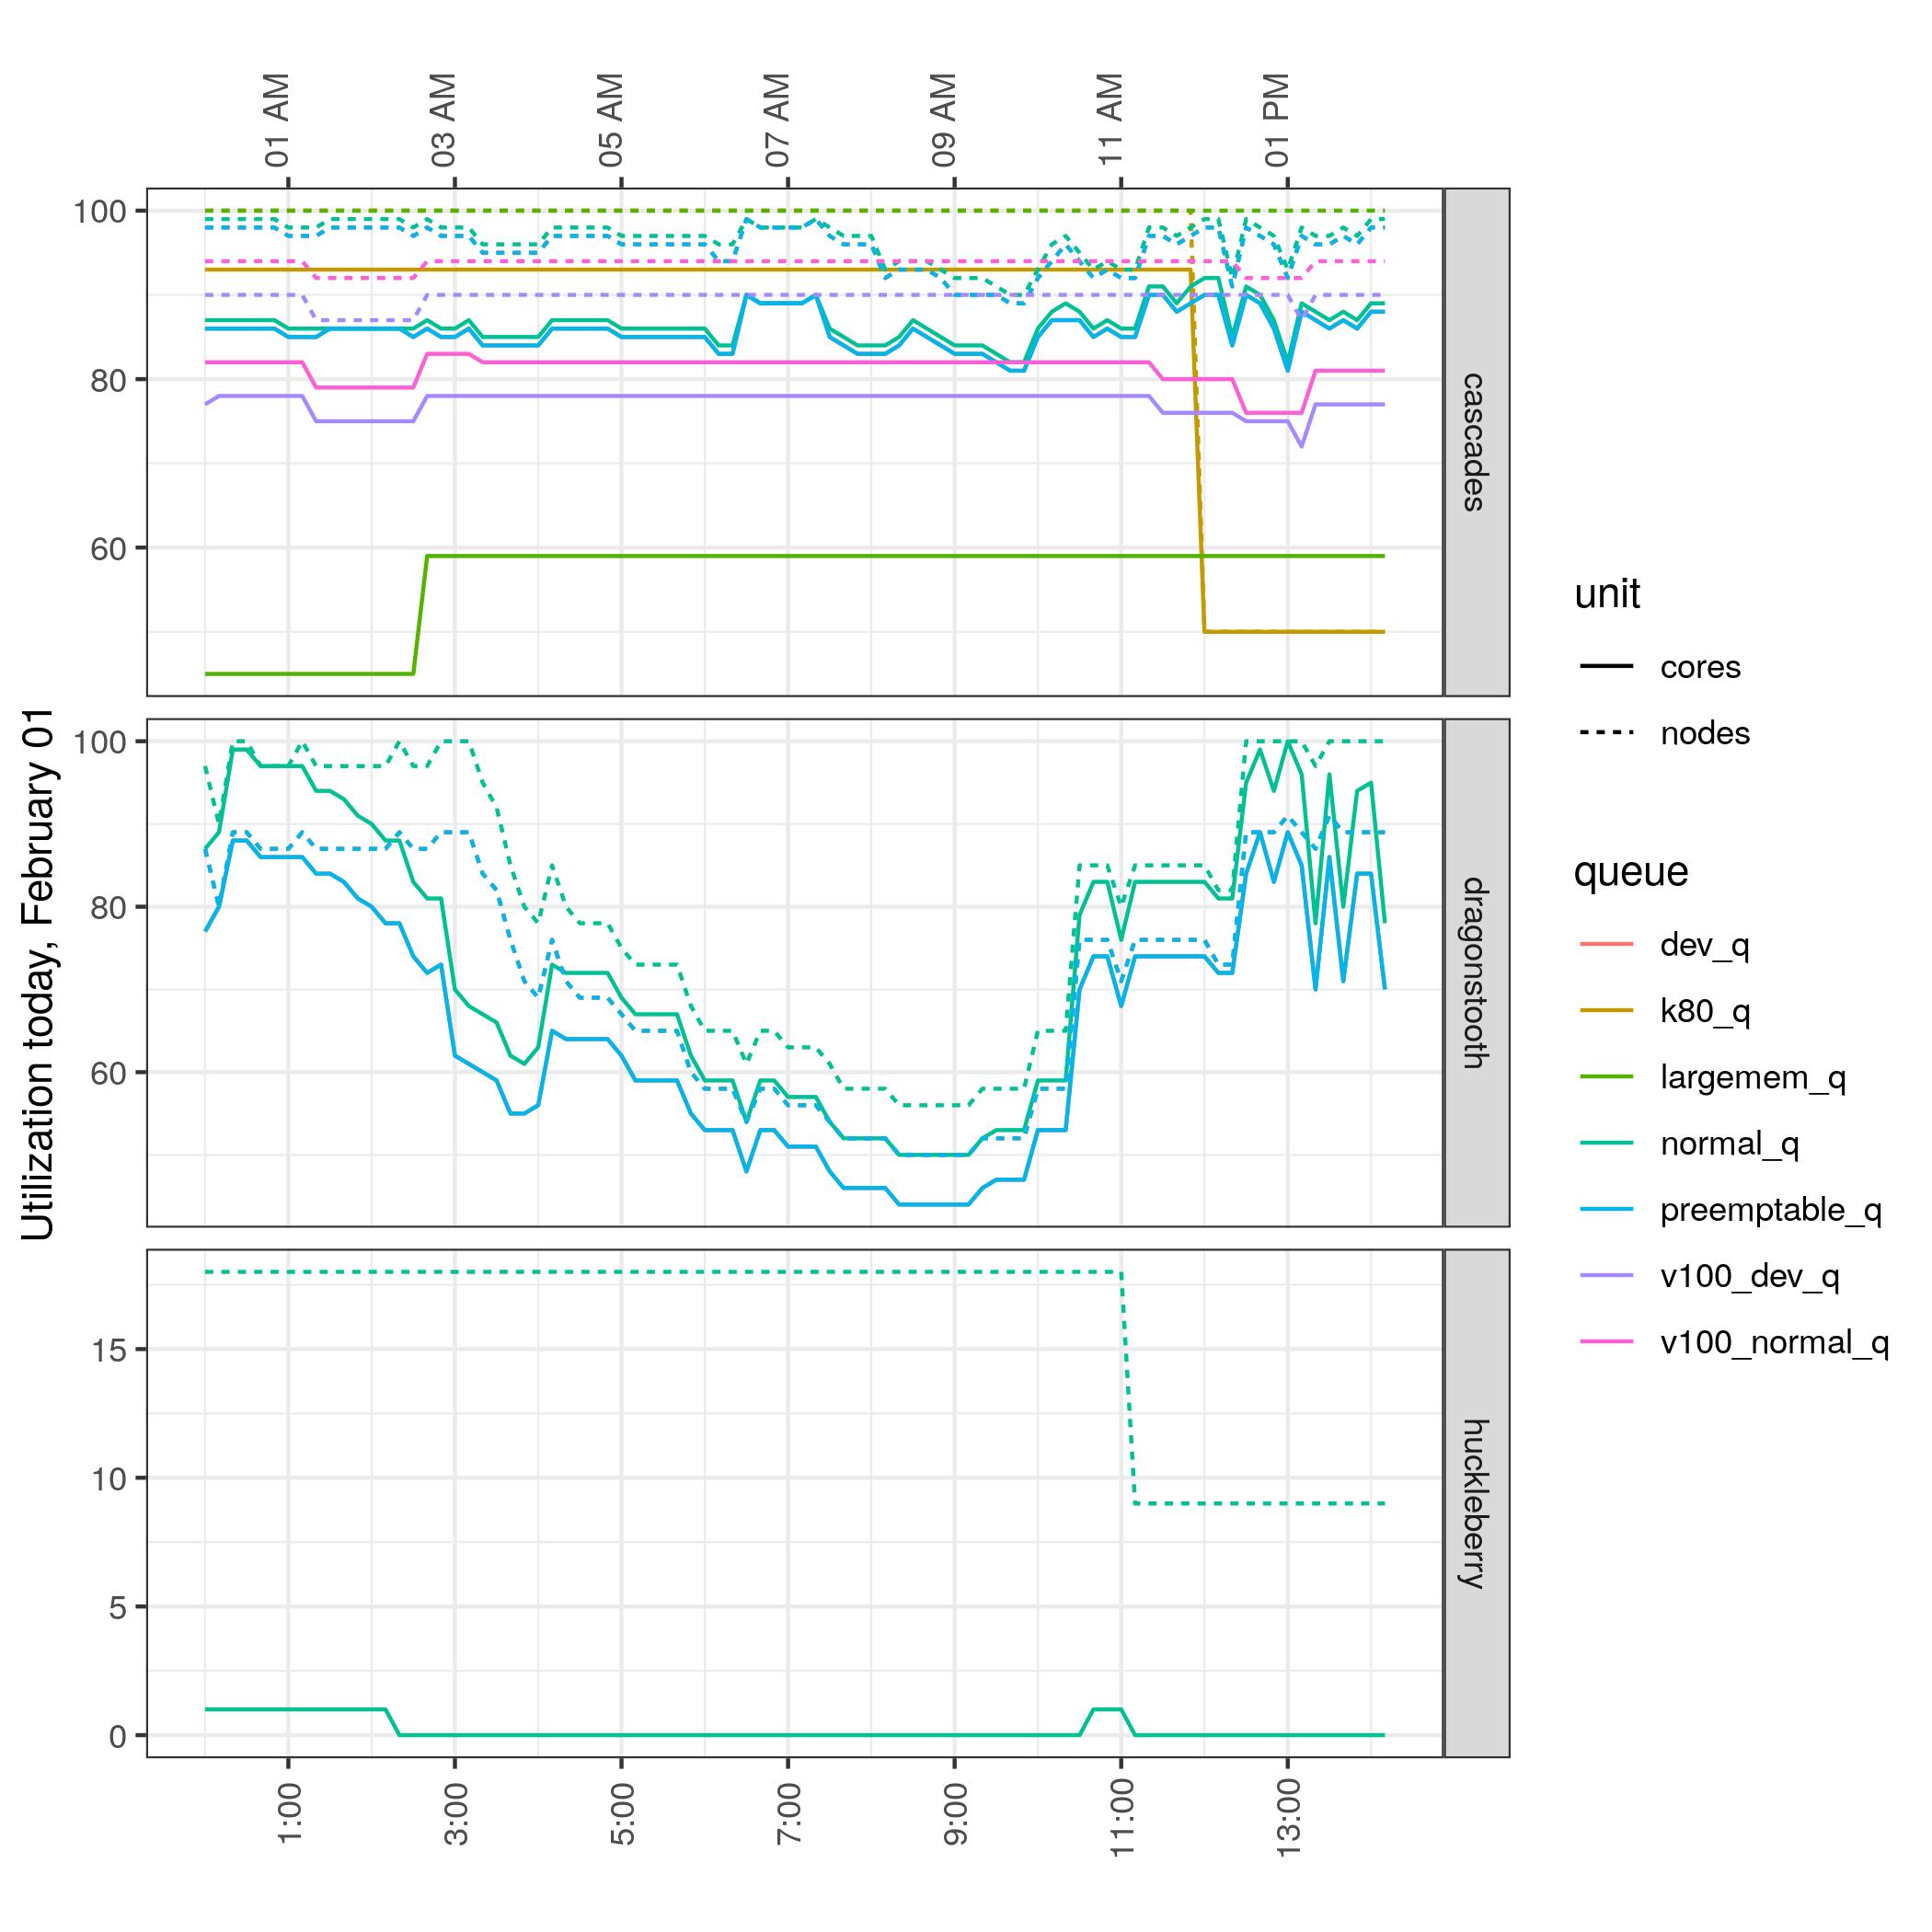 01 AM
03 AM
05 AM
07 AM
09 AM
11 AM
01 PM
Utilization today, February 01
100
80
60
cascades
100
80
60
dragonstooth
15
10
5
0
huckleberry
1:00
3:00
5:00
7:00
9:00
11:00
13:00
unit
cores
nodes
queue
dev_q
k80_q
largemem_q
normal_q
preemptable_q
v100_dev_q
v100_normal_q